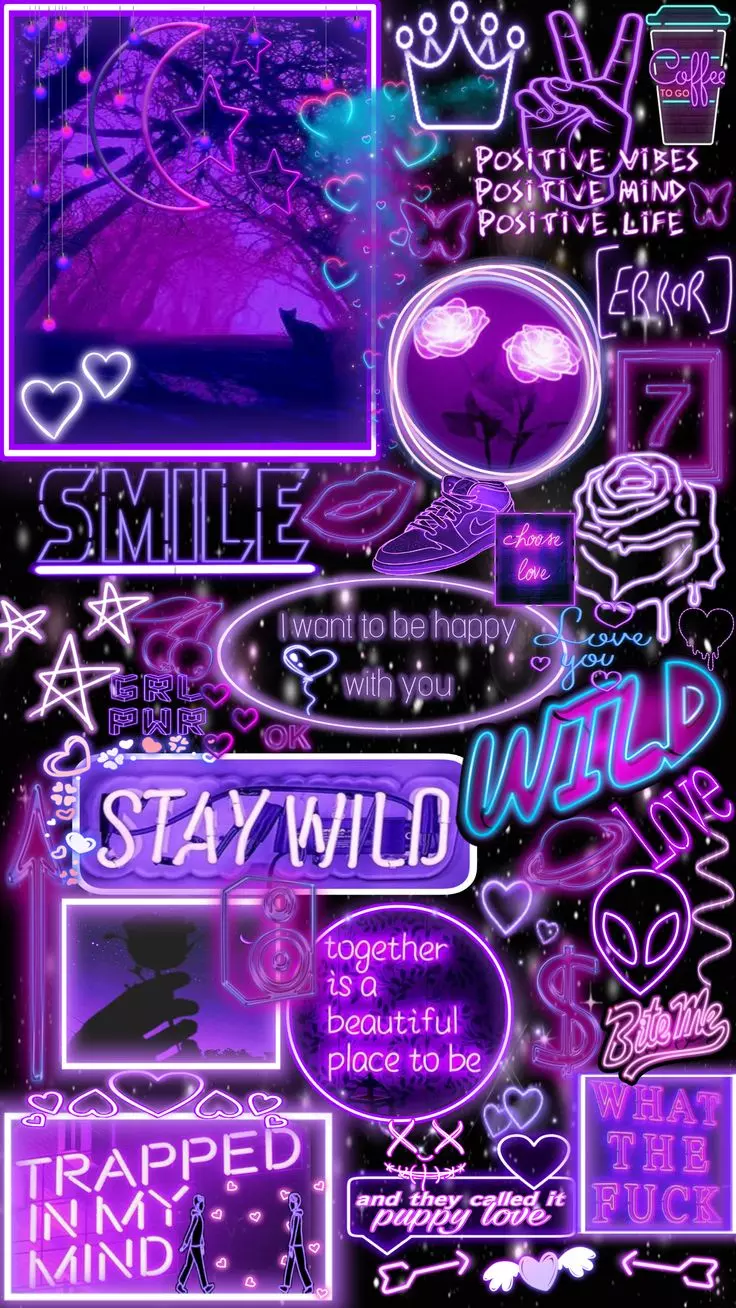 Coffee
TO GO
POSITIVE VIBES
POSITIVE MIND
POSITIVE LIFE
[ERROR]
7
SMILE
choose
love
I want to be happy
with you
Love
you
GRL
PWR
OK
WILD
STAY WILD
Love
together
is a
beautiful
place to be
$
Bite Me
WHAT
THE
FUCK
TRAPPED
IN MY
MIND
and they called it
puppy love